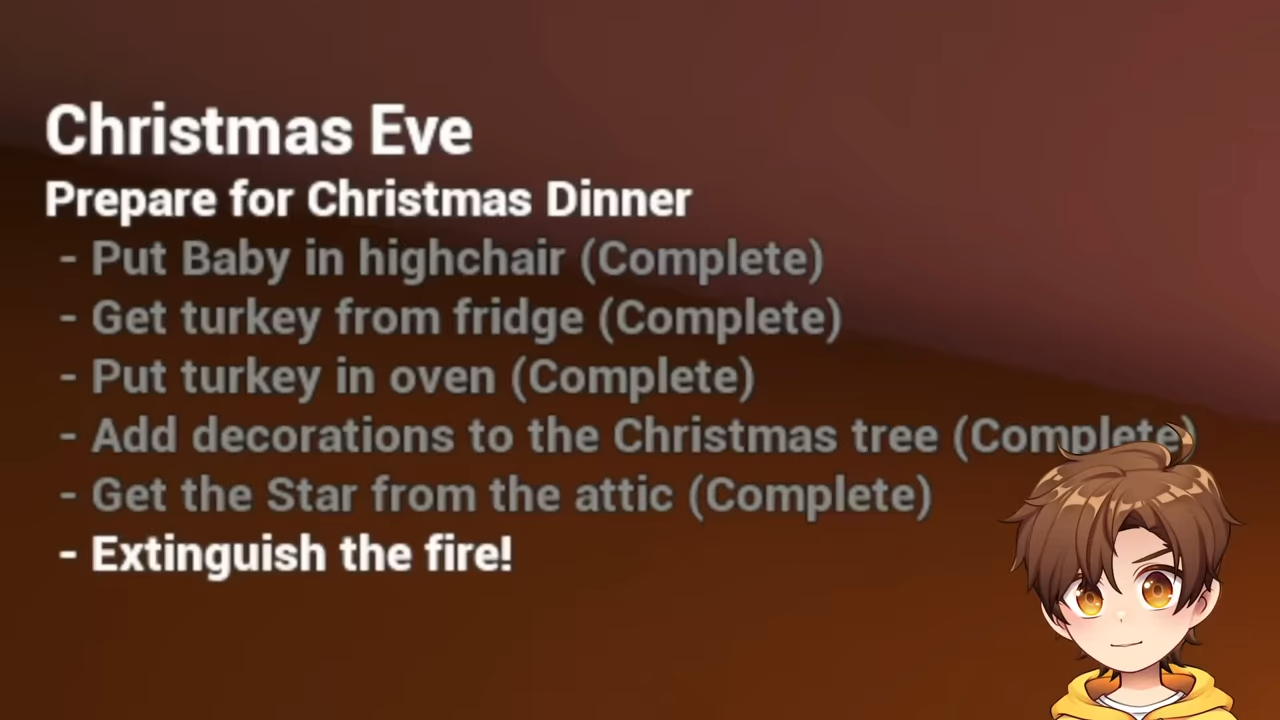 Christmas Eve
Prepare for Christmas Dinner
- Put Baby in highchair (Complete)
- Get turkey from fridge (Complete)
- Put turkey in oven (Complete)
- Add decorations to the Christmas tree (Complete)
- Get the Star from the attic (Complete)
- Extinguish the fire!